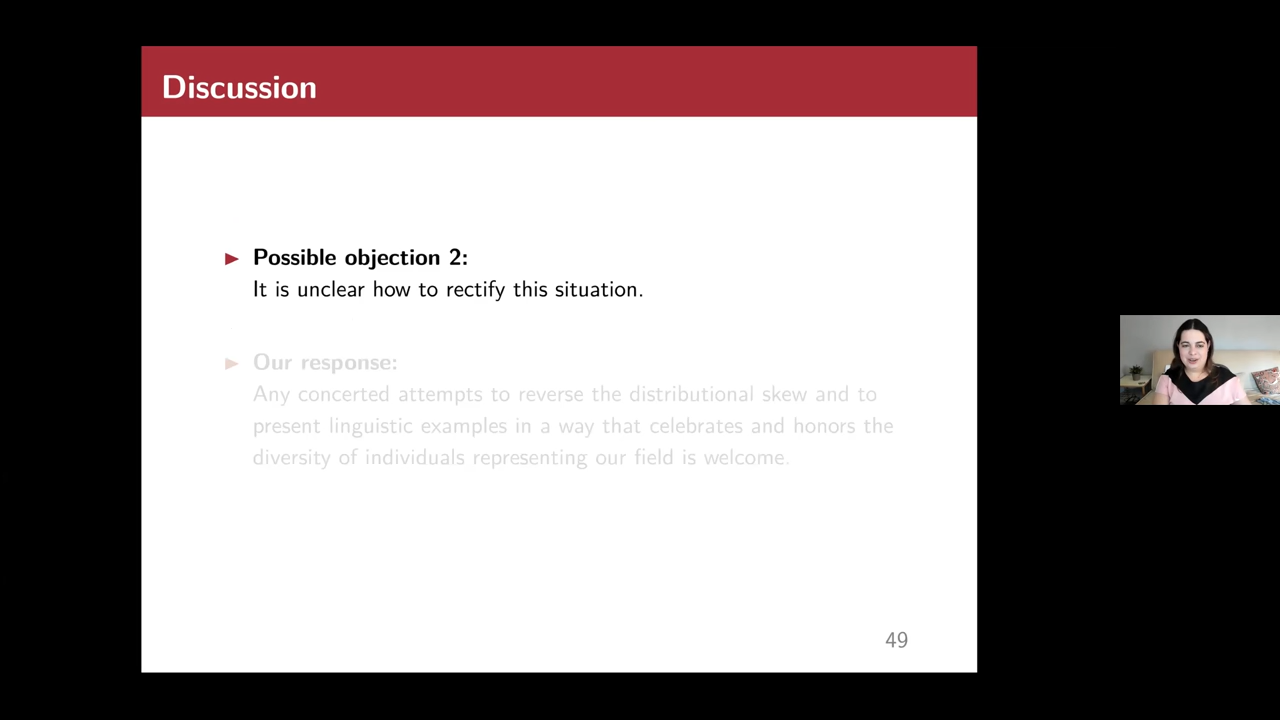 Discussion
Possible objection 2:
It is unclear how to rectify this situation.
Our response:
Any concerted attempts to reverse the distributional skew and to
present linguistic examples in a way that celebrates and honors the
diversity of individuals representing our field is welcome.
49